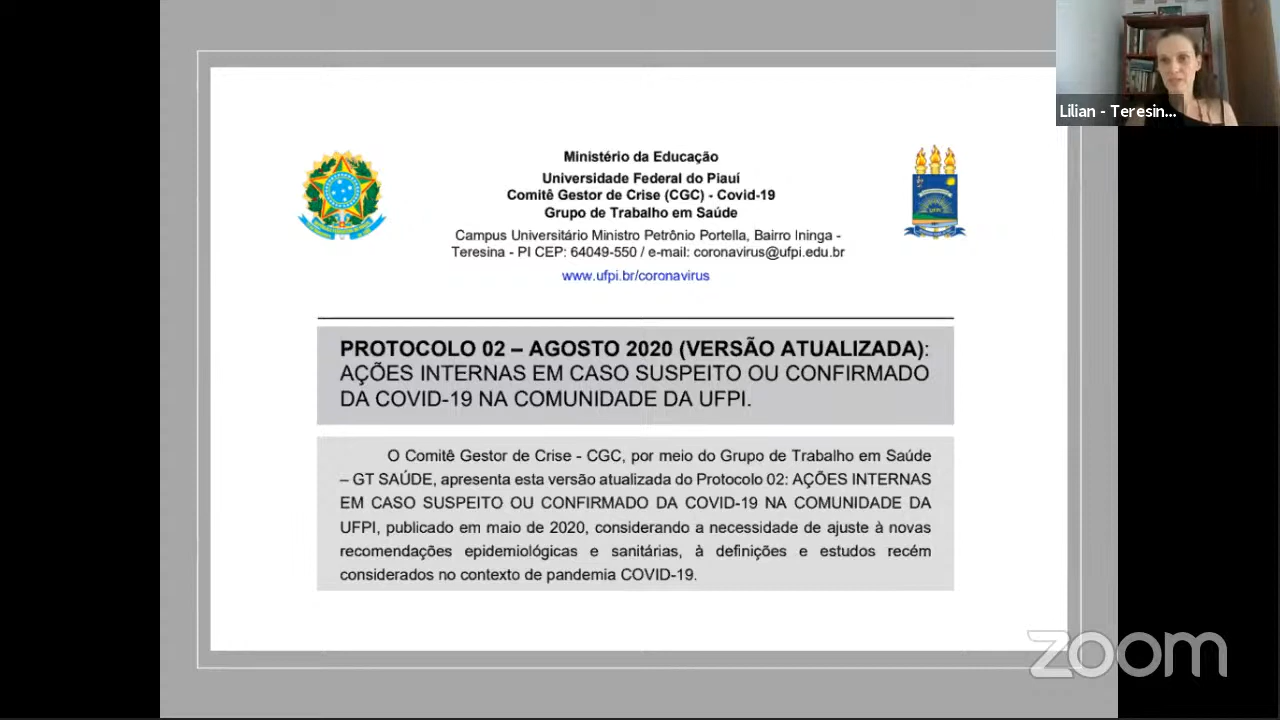 Lilian - Teresin...
Ministério da Educação
Universidade Federal do Piauí
Comitê Gestor de Crise (CGC) - Covid-19
Grupo de Trabalho em Saúde
Campus Universitário Ministro Petrônio Portella, Bairro Ininga -
Teresina - PI CEP: 64049-550 / e-mail: coronavirus@ufpi.edu.br
www.ufpi.br/coronavirus
PROTOCOLO 02 – AGOSTO 2020 (VERSÃO ATUALIZADA):
AÇÕES INTERNAS EM CASO SUSPEITO OU CONFIRMADO
DA COVID-19 NA COMUNIDADE DA UFPI.
O Comitê Gestor de Crise - CGC, por meio do Grupo de Trabalho em Saúde
– GT SAÚDE, apresenta esta versão atualizada do Protocolo 02: AÇÕES INTERNAS
EM CASO SUSPEITO OU CONFIRMADO DA COVID-19 NA COMUNIDADE DA
UFPI, publicado em maio de 2020, considerando a necessidade de ajuste à novas
recomendações epidemiológicas e sanitárias, à definições e estudos recém
considerados no contexto de pandemia COVID-19.
zoom